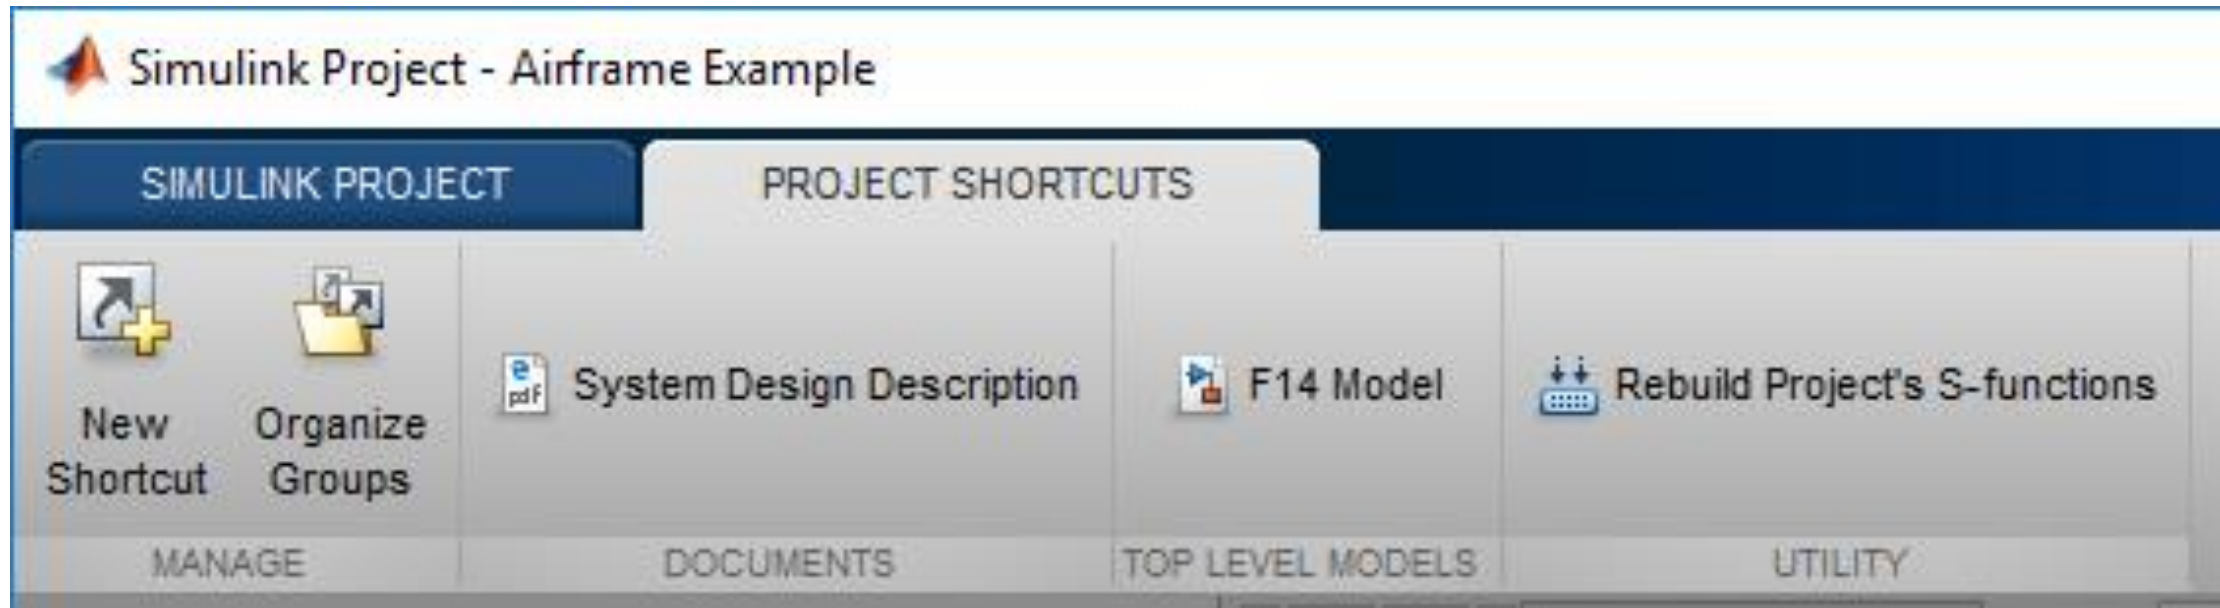 Simulink Project - Airframe Example
SIMULINK PROJECT
PROJECT SHORTCUTS
New
Shortcut
Organize
Groups
e
pdf
System Design Description
F14 Model
Rebuild Project's S-functions
MANAGE
DOCUMENTS
TOP LEVEL MODELS
UTILITY